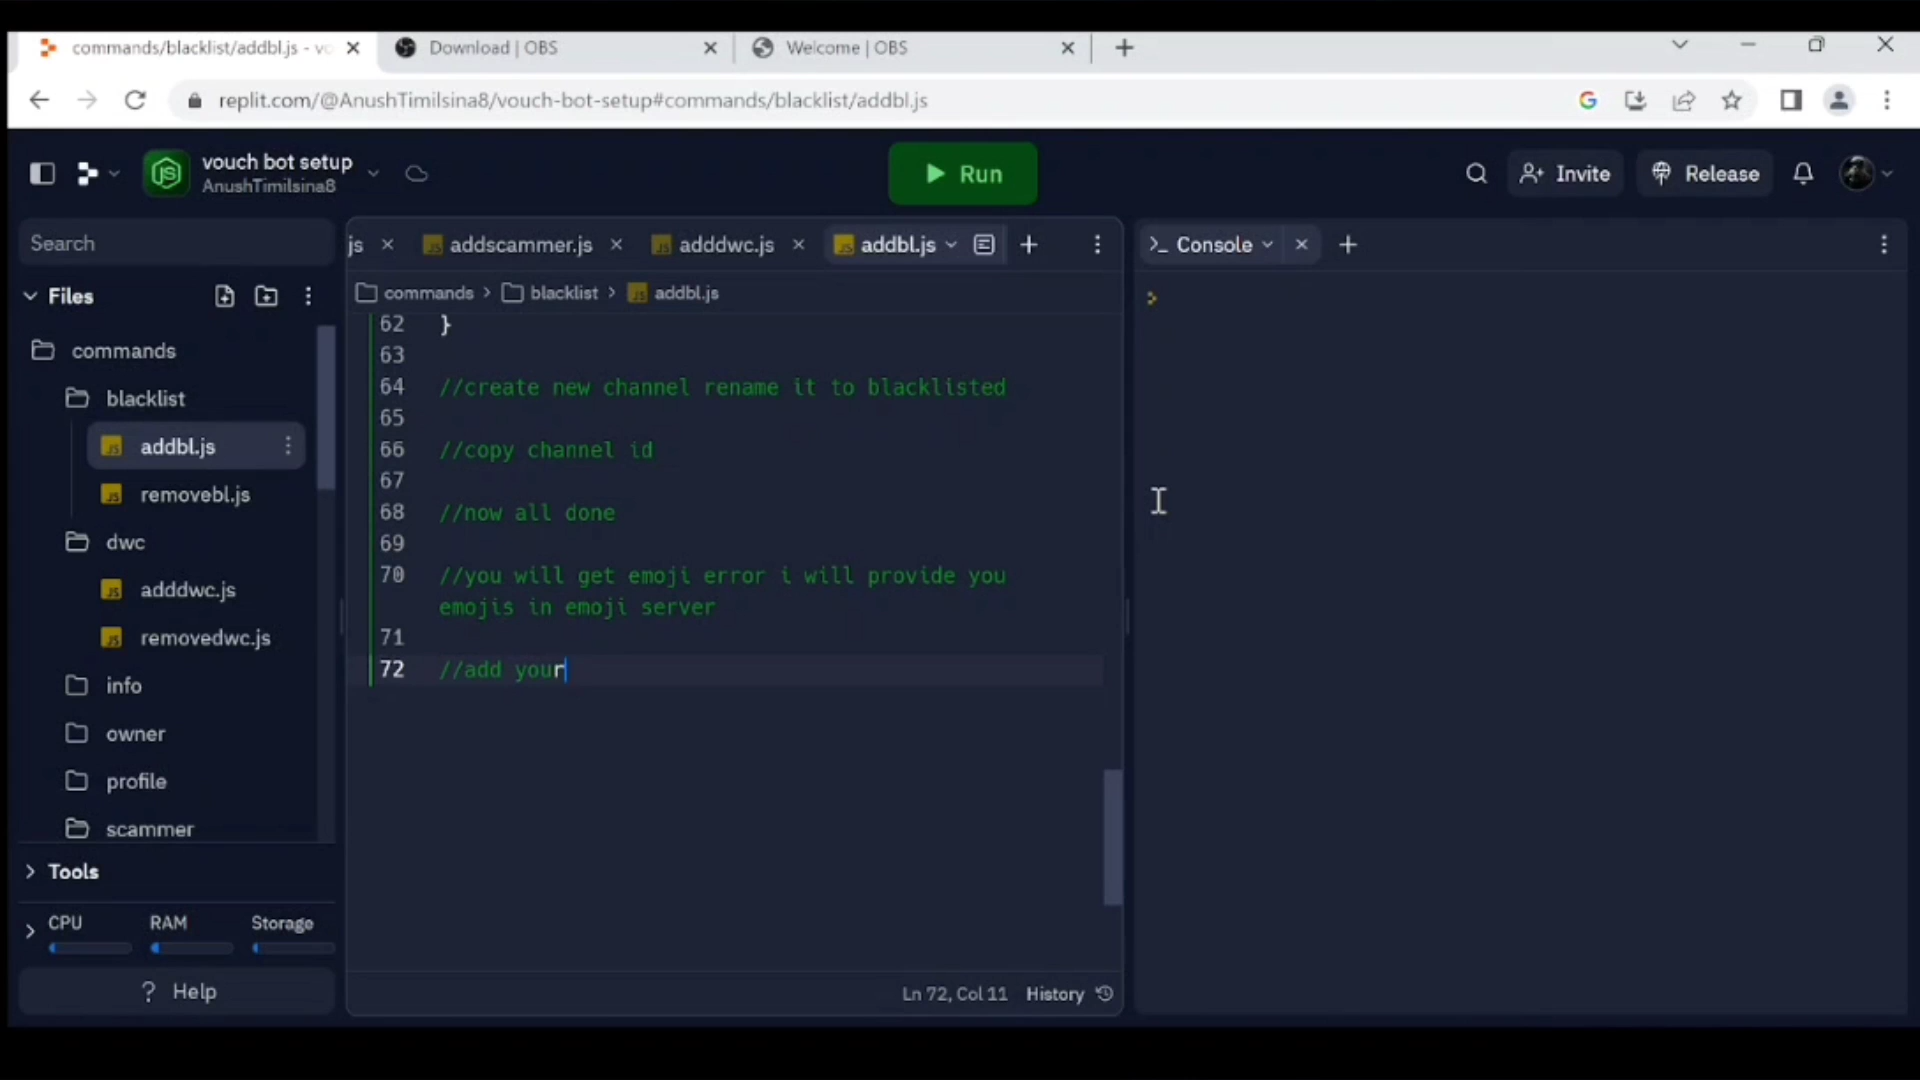 commands/blacklist/addbl.js - vo
Download | OBS
Welcome | OBS
replit.com/@AnushTimilsina8/vouch-bot-setup#commands/blacklist/addbl.js
vouch bot setup
AnushTimilsina8
Run
Invite
Release
Search
js
addscammer.js
adddwc.js
addbl.js
Console
Files
commands
blacklist
addbl.js
removebl.js
dwc
adddwc.js
removedwc.js
info
owner
profile
scammer
Tools
CPU RAM Storage
? Help
commands > blacklist > addbl.js
62 }
63
64 //create new channel rename it to blacklisted
65
66 //copy channel id
67
68 //now all done
69
70 //you will get emoji error i will provide you
emojis in emoji server
71
72 //add your
Ln 72, Col 11 History